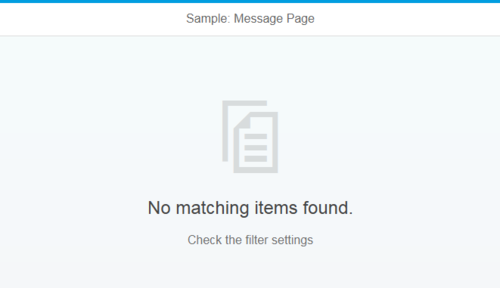 Sample: Message Page
No matching items found.
Check the filter settings